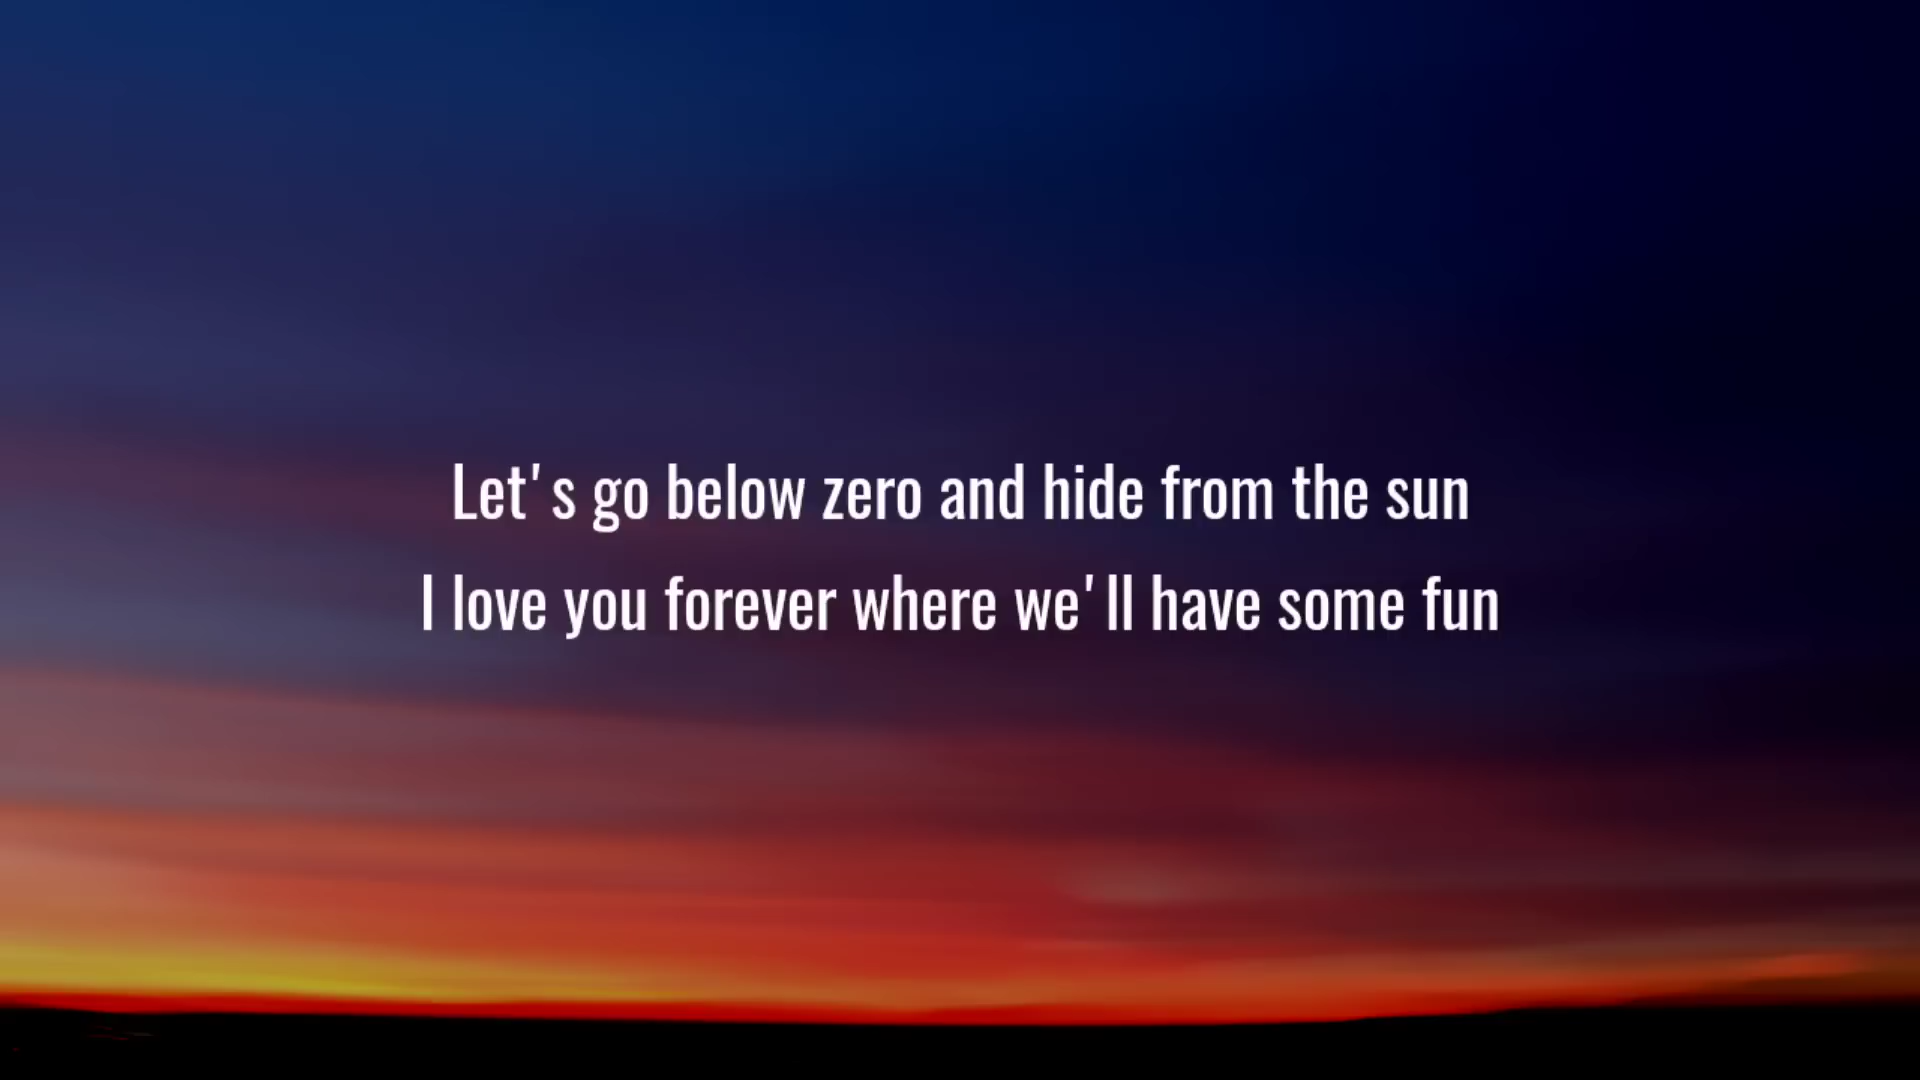 Let's go below zero and hide from the sun
I love you forever where we'll have some fun